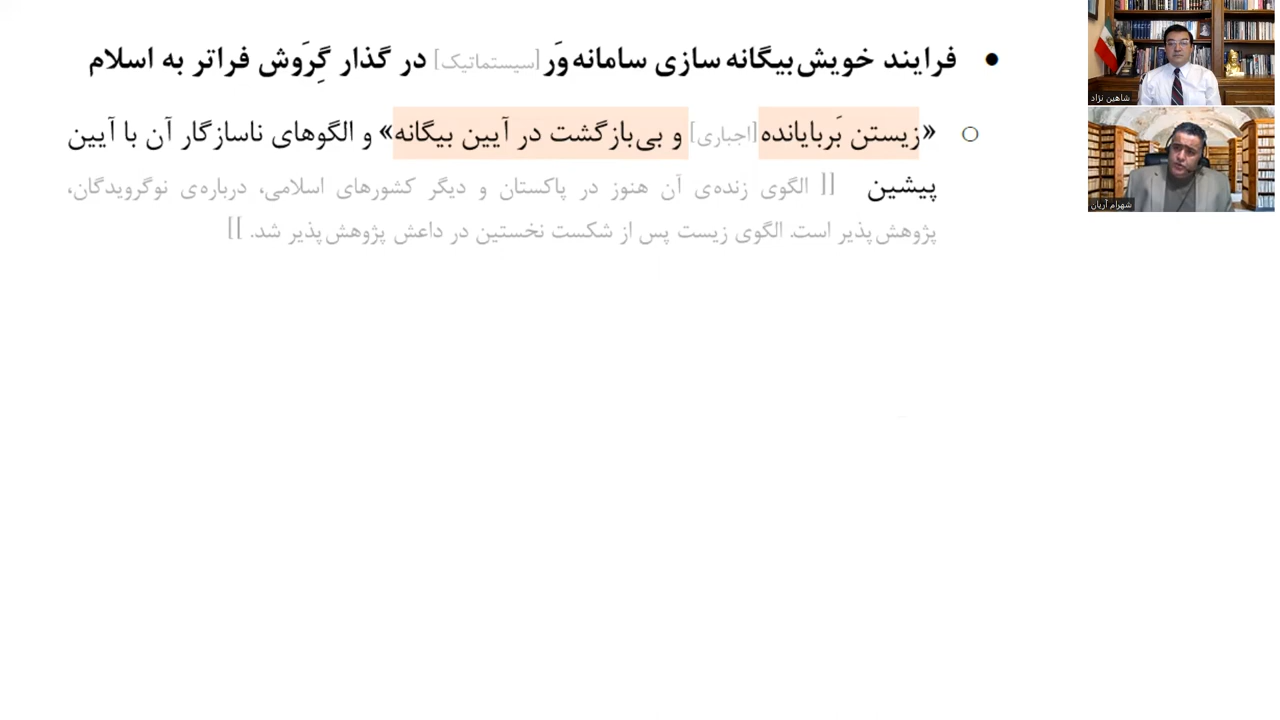 • فرایند خویش‌بیگانه‌سازی سامانه‌وَر [سیستماتیک] در گذار گِرَوِش فراتر به اسلام
○ «زیستن بَربایانده [اجباری] و بی‌بازگشت در آیین بیگانه» و الگوهای ناسازگار آن با آیین
پیشین [[ الگوی زنده‌ی آن هنوز در پاکستان و دیگر کشورهای اسلامی، درباره‌ی نوگرویدگان،
پژوهش‌پذیر است. الگوی زیست پس از شکست نخستین در داعش پژوهش‌پذیر شد. ]]
شاهین نژاد
شهرام آریان